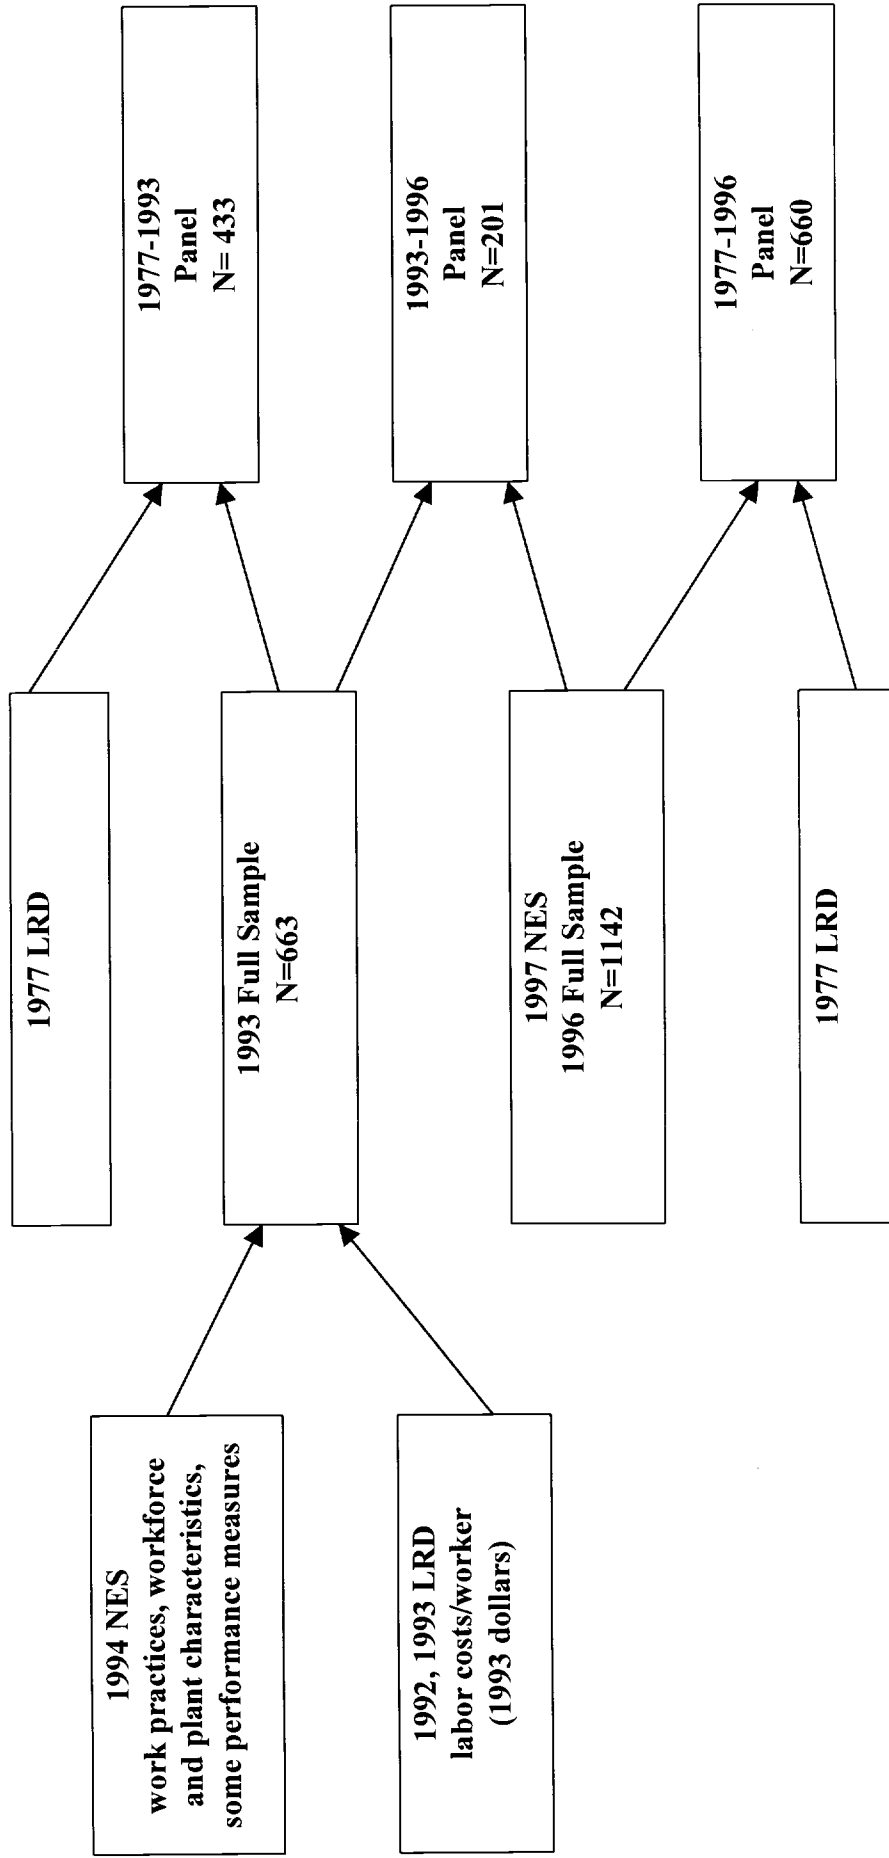 1994 NES
work practices, workforce
and plant characteristics,
some performance measures
1992, 1993 LRD
labor costs/worker
(1993 dollars)
1977 LRD
1993 Full Sample
N=663
1997 NES
1996 Full Sample
N=1142
1977 LRD
1977-1993
Panel
N= 433
1993-1996
Panel
N=201
1977-1996
Panel
N=660